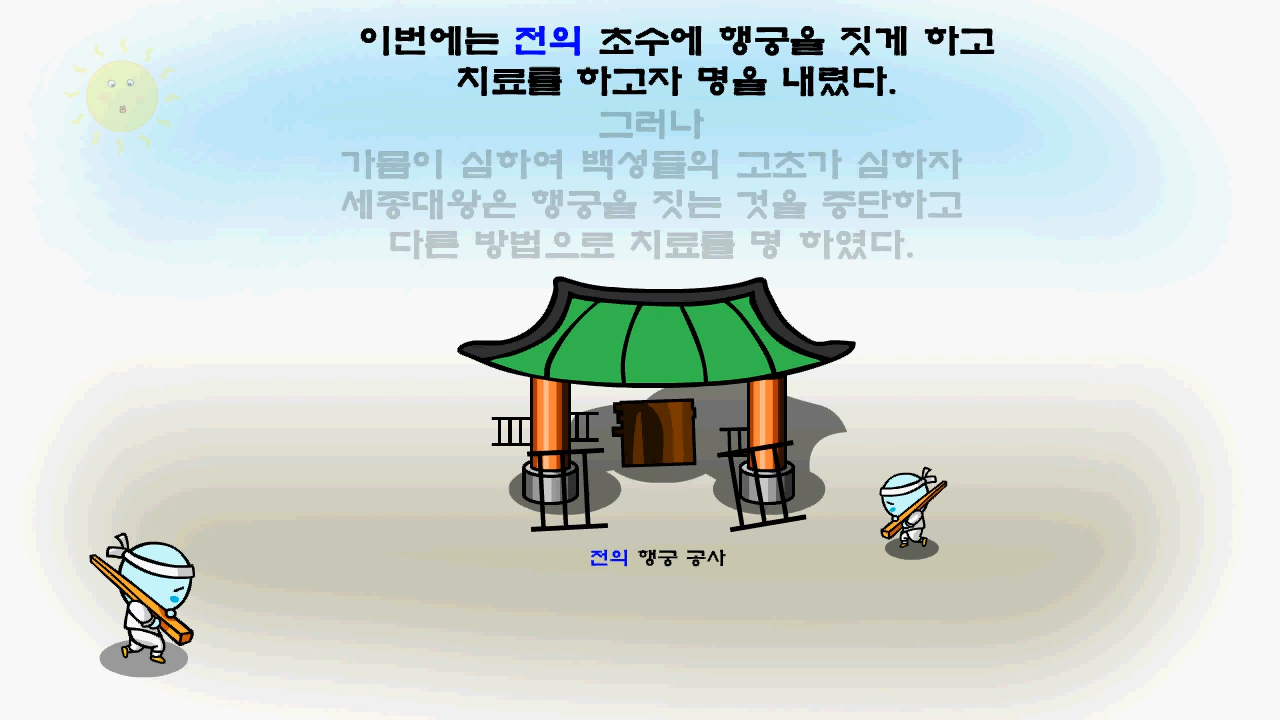 이번에는 전의 초수에 행궁을 짓게 하고
치료를 하고자 명을 내렸다.
그러나
가뭄이 심하여 백성들의 고초가 심하자
세종대왕은 행궁을 짓는 것을 중단하고
다른 방법으로 치료를 명 하였다.
전의 행궁 공사